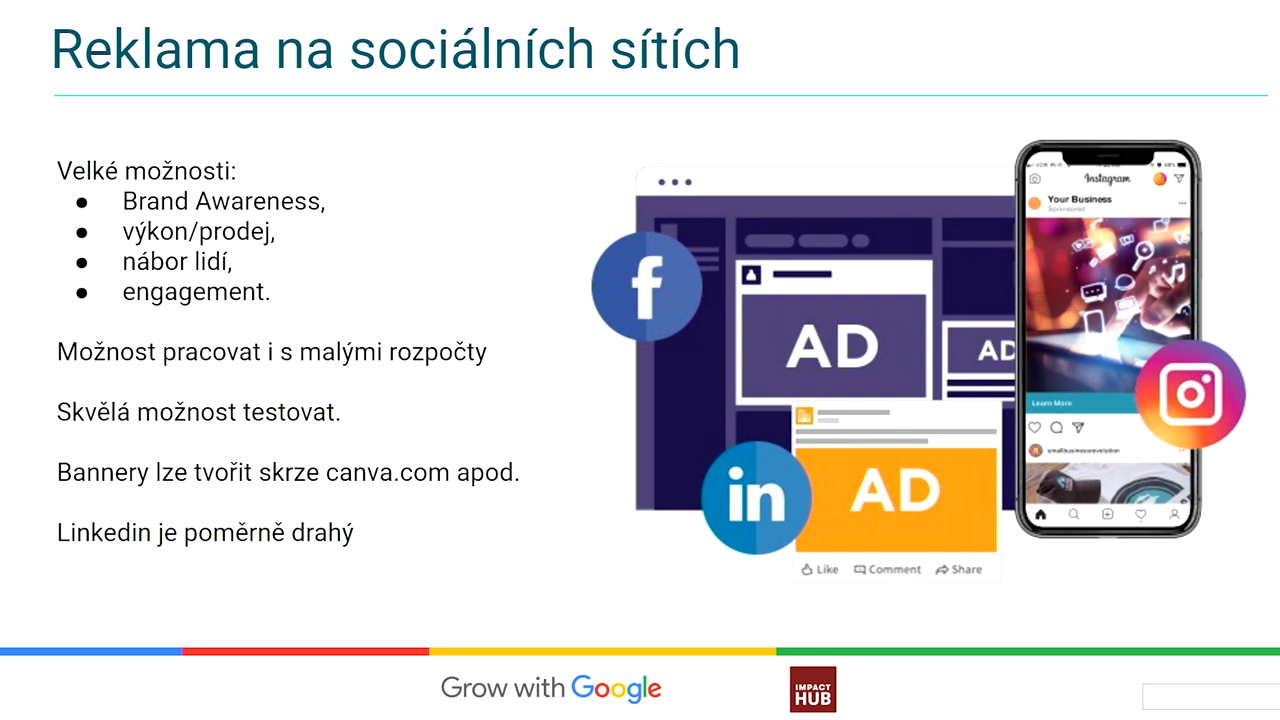 Reklama na sociálních sítích
Velké možnosti:
● Brand Awareness,
● výkon/prodej,
● nábor lidí,
● engagement.
Možnost pracovat i s malými rozpočty
Skvělá možnost testovat.
Bannery lze tvořit skrze canva.com apod.
Linkedin je poměrně drahý
f
AD
AD
in
AD
Like Comment Share
Instagram
Your Business
Learn More
smallbusinessrevolution
Grow with Google
IMPACT
HUB